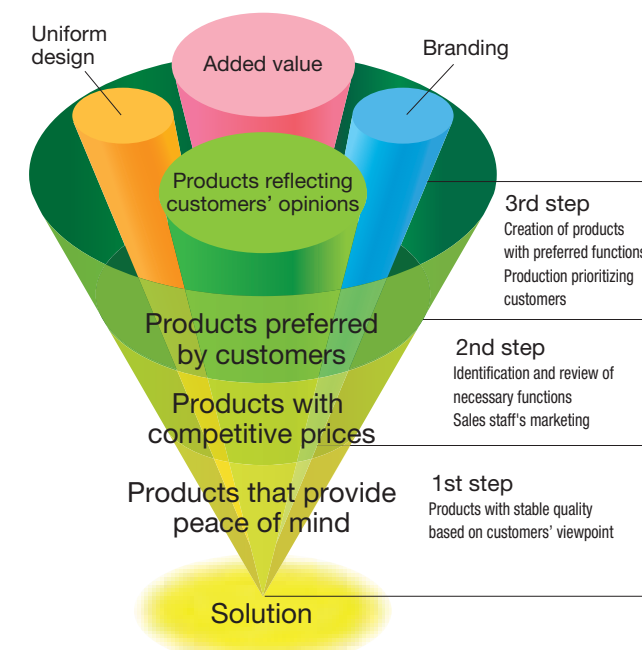 Uniform
design
Added value
Branding
Products reflecting
customers' opinions
3rd step
Creation of products
with preferred functions
Production prioritizing
customers
Products preferred
by customers
2nd step
Identification and review of
necessary functions
Sales staff's marketing
Products with
competitive prices
1st step
Products with stable quality
based on customers' viewpoint
Products that provide
peace of mind
Solution